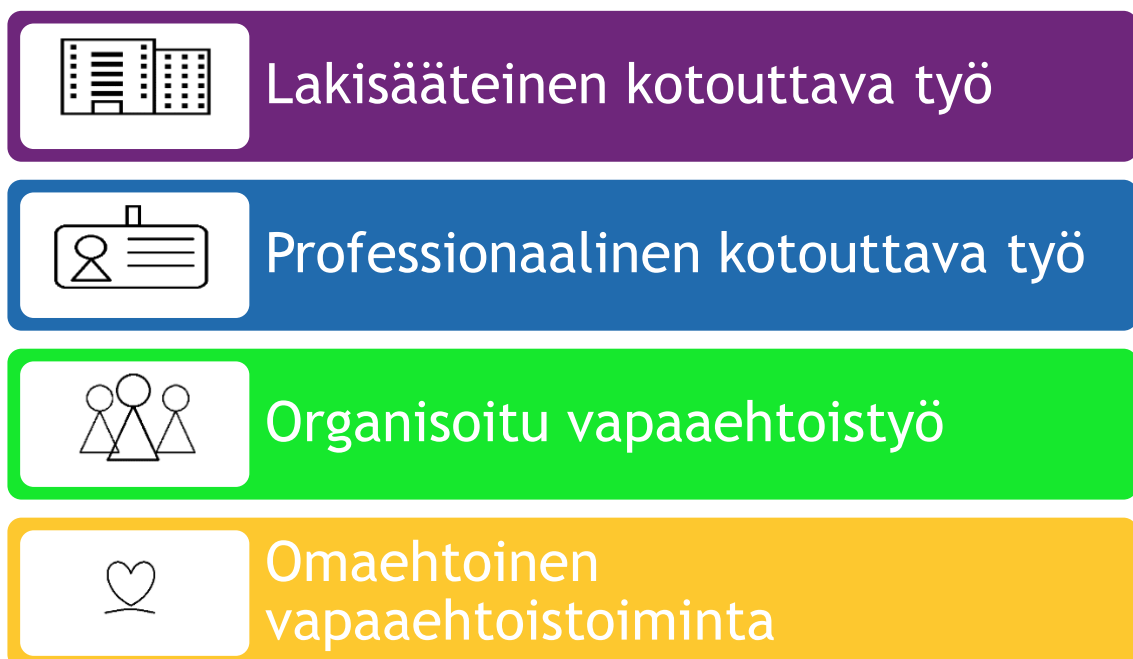 Lakisääteinen kotouttava työ
Professionaalinen kotouttava työ
Organisoitu vapaaehtoistyö
Omaehtoinen
vapaaehtoistoiminta